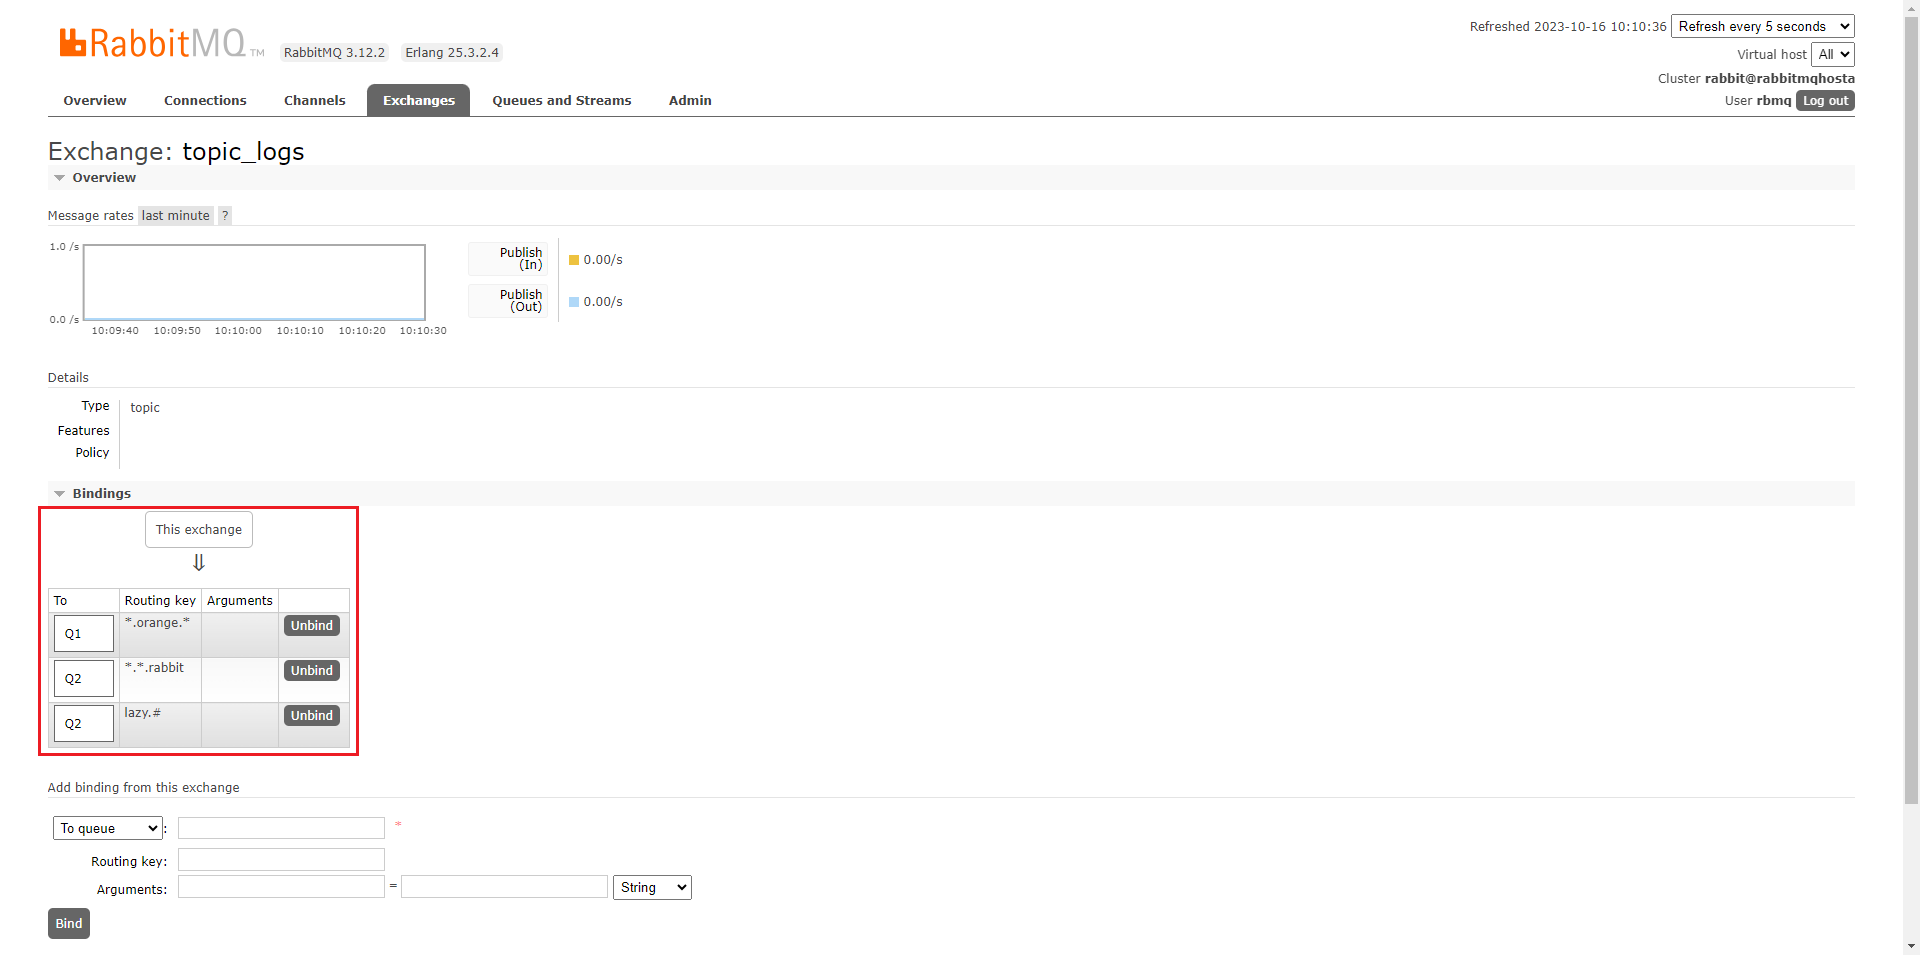 RabbitMQ TM RabbitMQ 3.12.2 Erlang 25.3.2.4
Refreshed 2023-10-16 10:10:36 Refresh every 5 seconds
Virtual host All
Cluster rabbit@rabbitmqhosta
User rbmq Log out
Overview Connections Channels Exchanges Queues and Streams Admin
Exchange: topic_logs
Overview
Message rates last minute ?
1.0 /s
0.0 /s
10:09:40 10:09:50 10:10:00 10:10:10 10:10:20 10:10:30
Publish
(In)
0.00/s
Publish
(Out)
0.00/s
Details
Type topic
Features
Policy
Bindings
This exchange
⇓
To Routing key Arguments
Q1 *.orange.* Unbind
Q2 *.*.rabbit Unbind
Q2 lazy.# Unbind
Add binding from this exchange
To queue : *
Routing key:
Arguments: = String
Bind